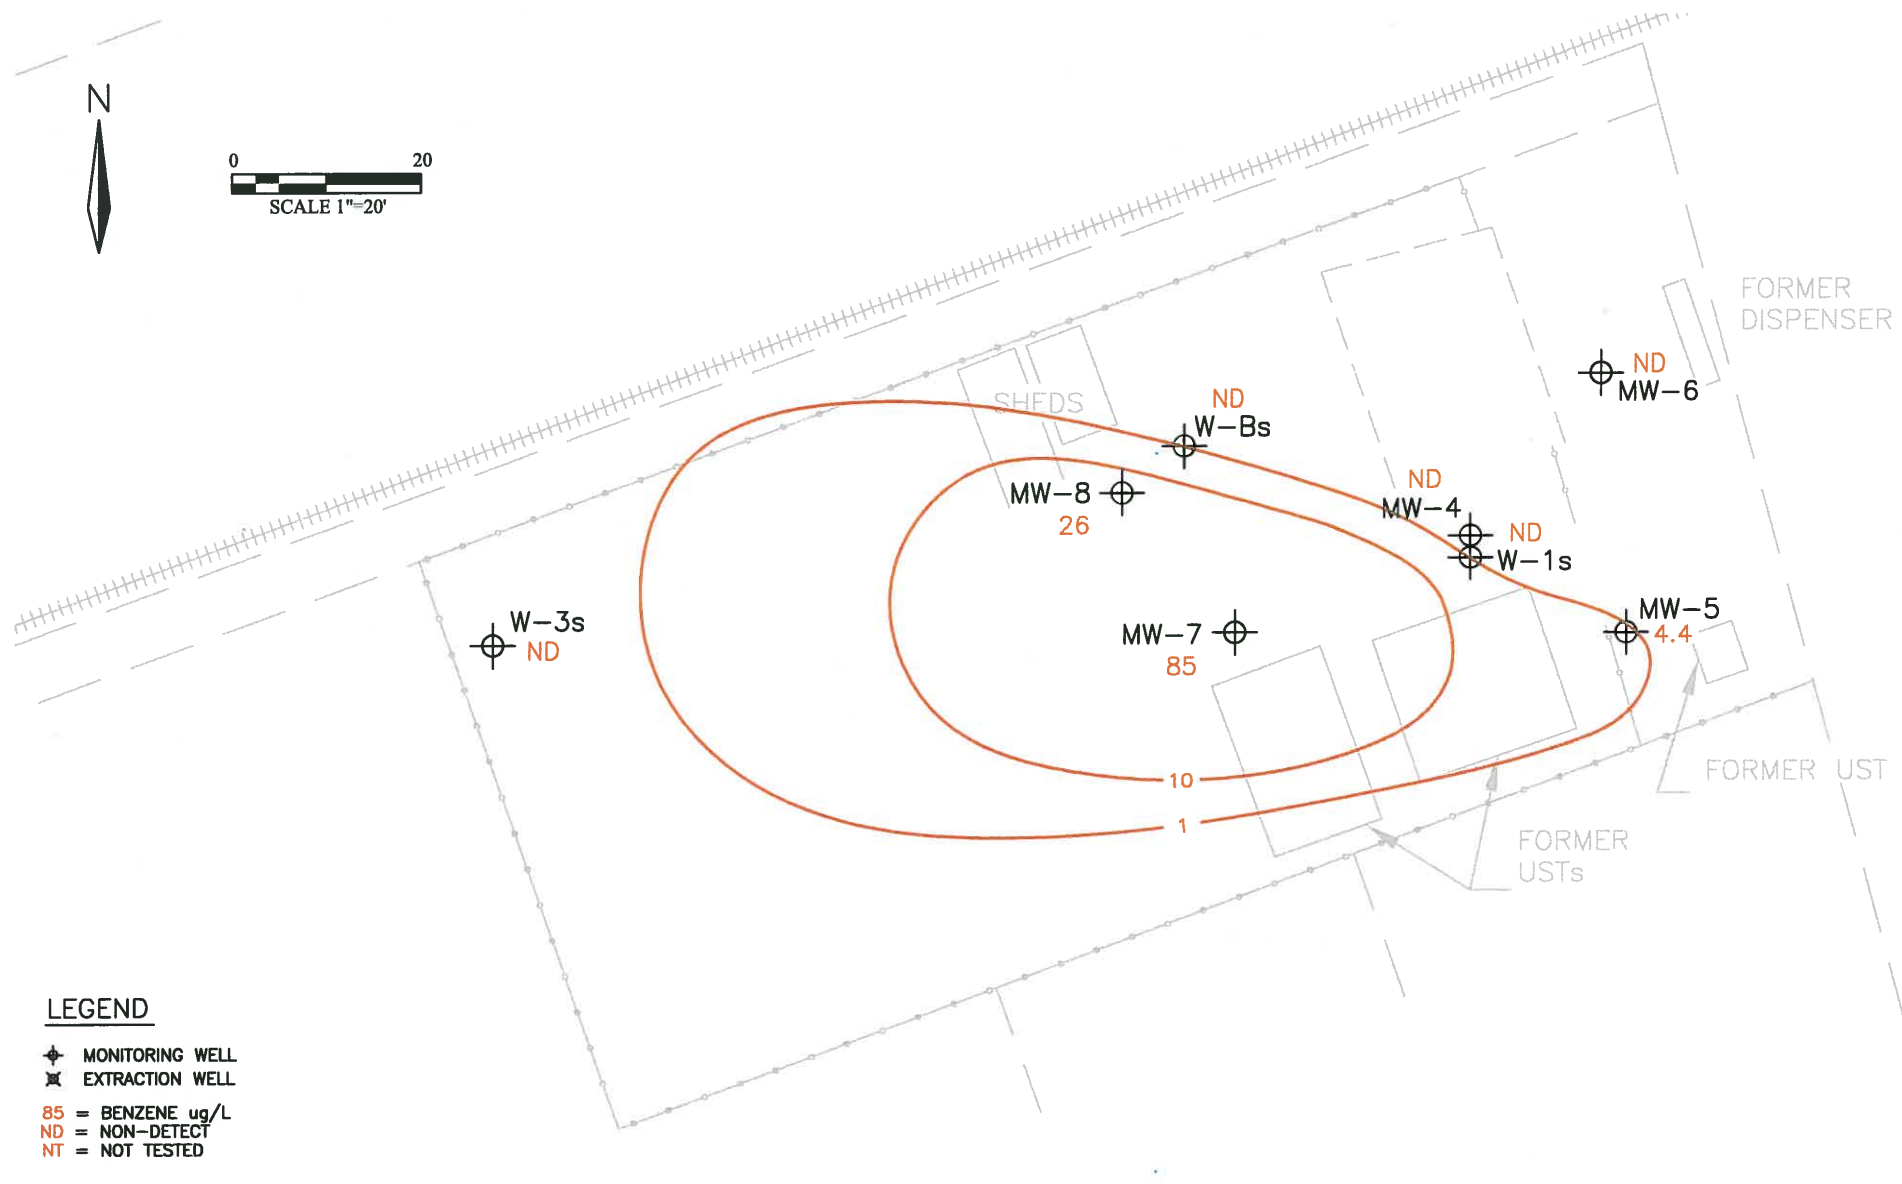 N
0 20
SCALE 1"=20'
FORMER
DISPENSER
ND
MW-6
SHEDS
ND
W-Bs
MW-8
26
ND
MW-4
ND
W-1s
W-3s
ND
MW-7
85
MW-5
4.4
10
1
FORMER UST
FORMER
USTs
LEGEND
MONITORING WELL
EXTRACTION WELL
85 = BENZENE ug/L
ND = NON-DETECT
NT = NOT TESTED